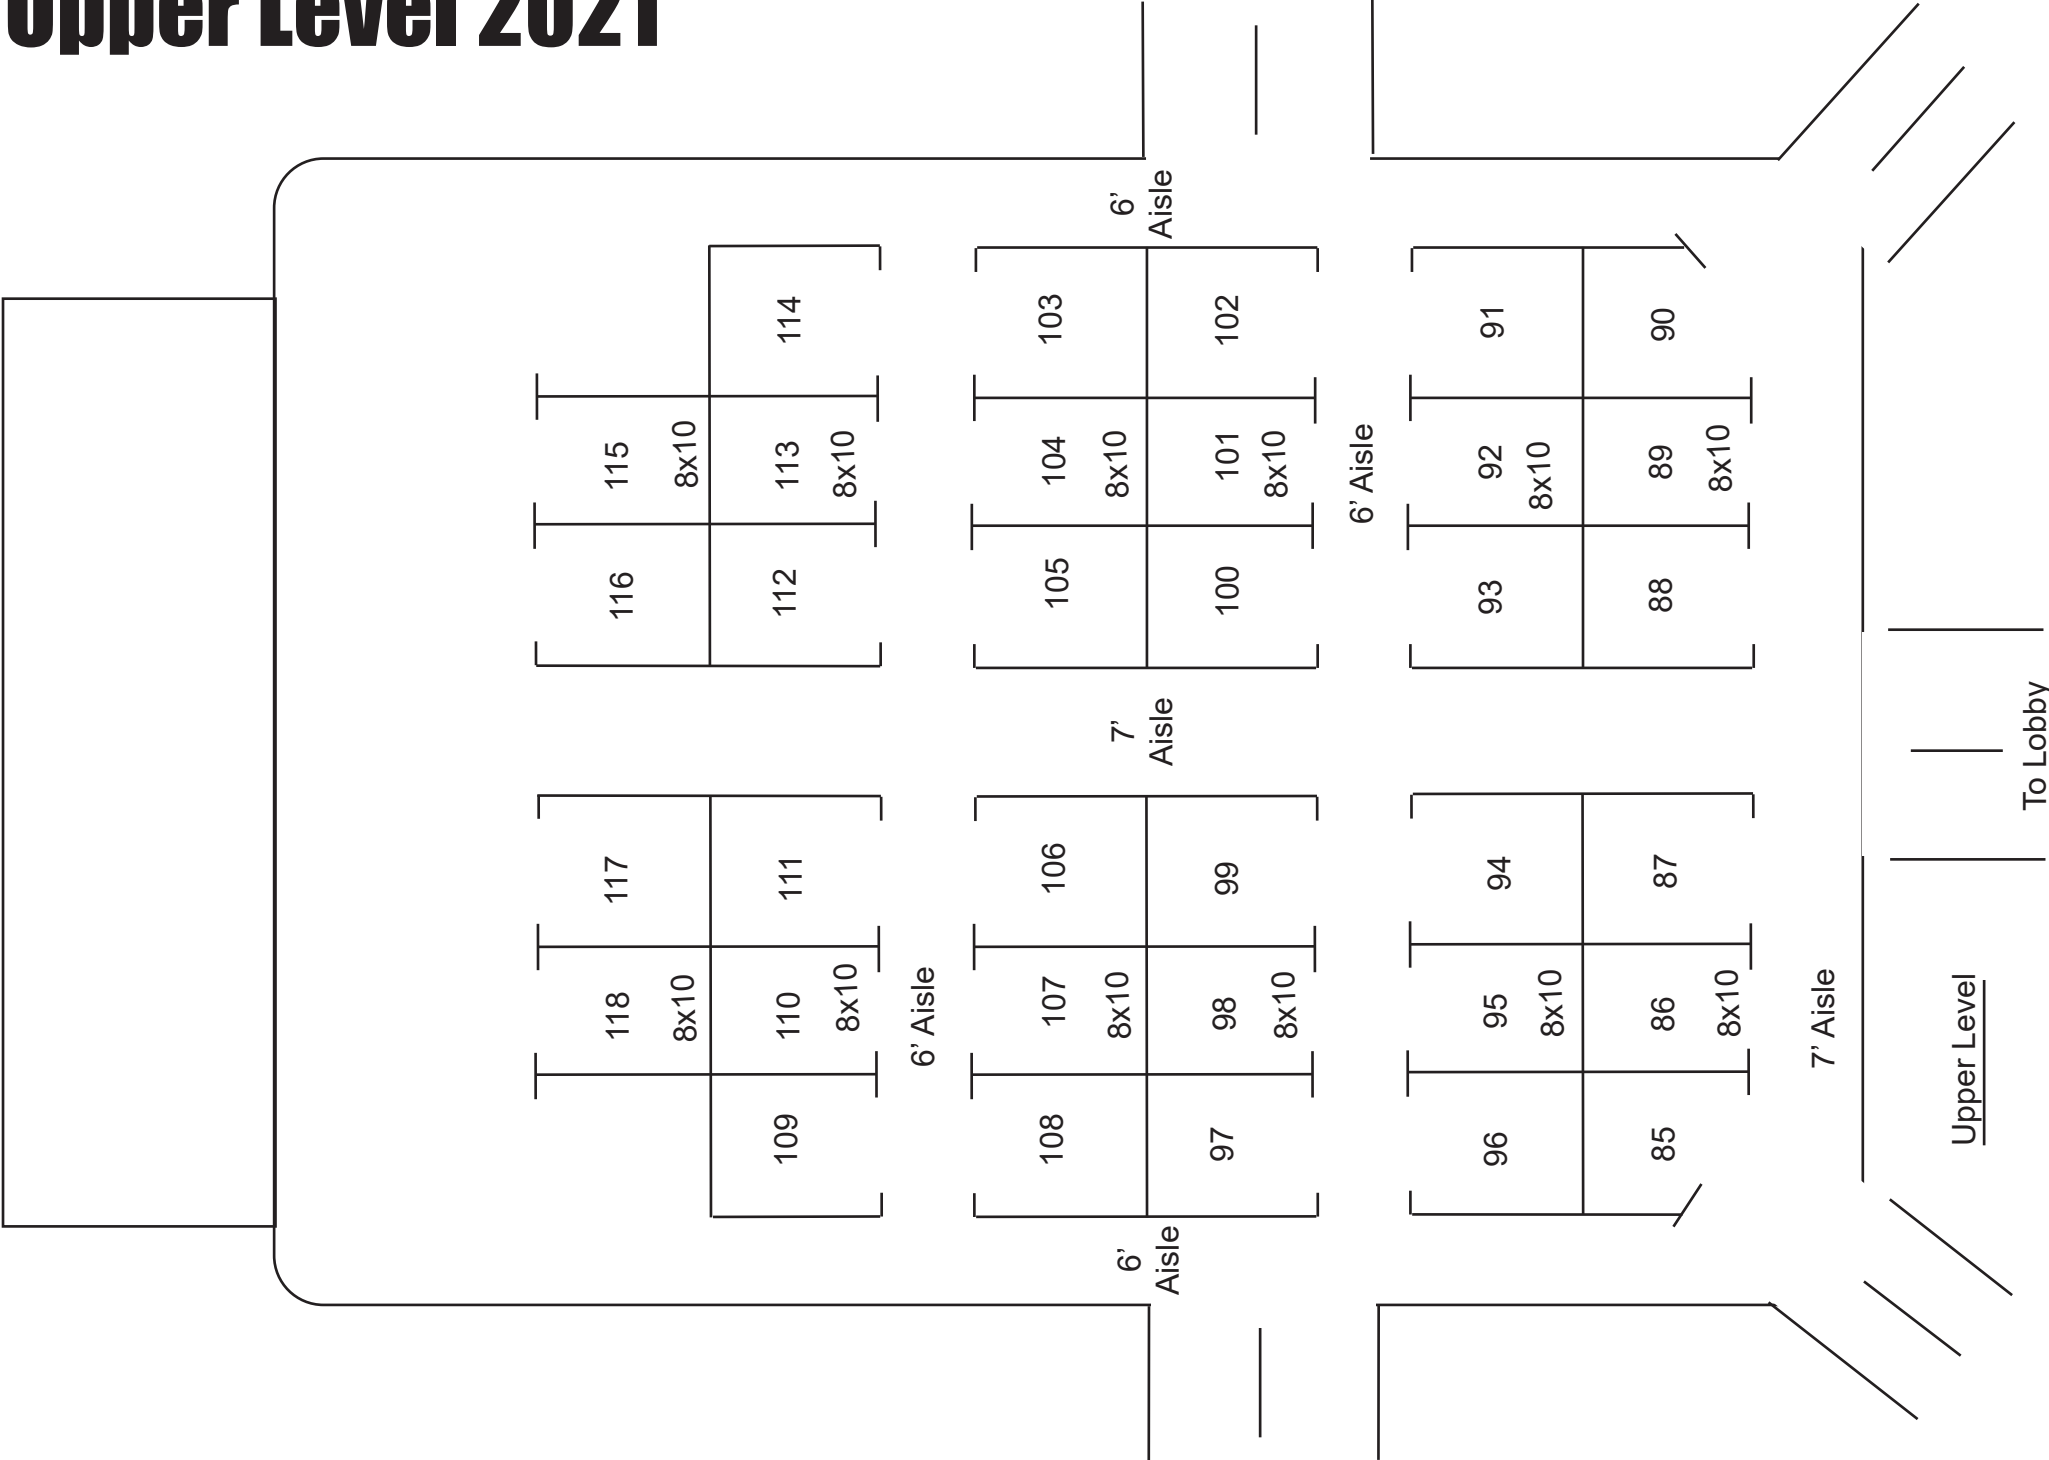 Upper Level 2021
6’
Aisle
114
103
102
91
90
115
8x10
113
8x10
104
8x10
101
8x10
6’ Aisle
92
8x10
89
8x10
116
112
105
100
93
88
7’
Aisle
To Lobby
117
111
106
99
94
87
118
8x10
110
8x10
6’ Aisle
107
8x10
98
8x10
95
8x10
86
8x10
7’ Aisle
Upper Level
109
108
97
96
85
6’
Aisle